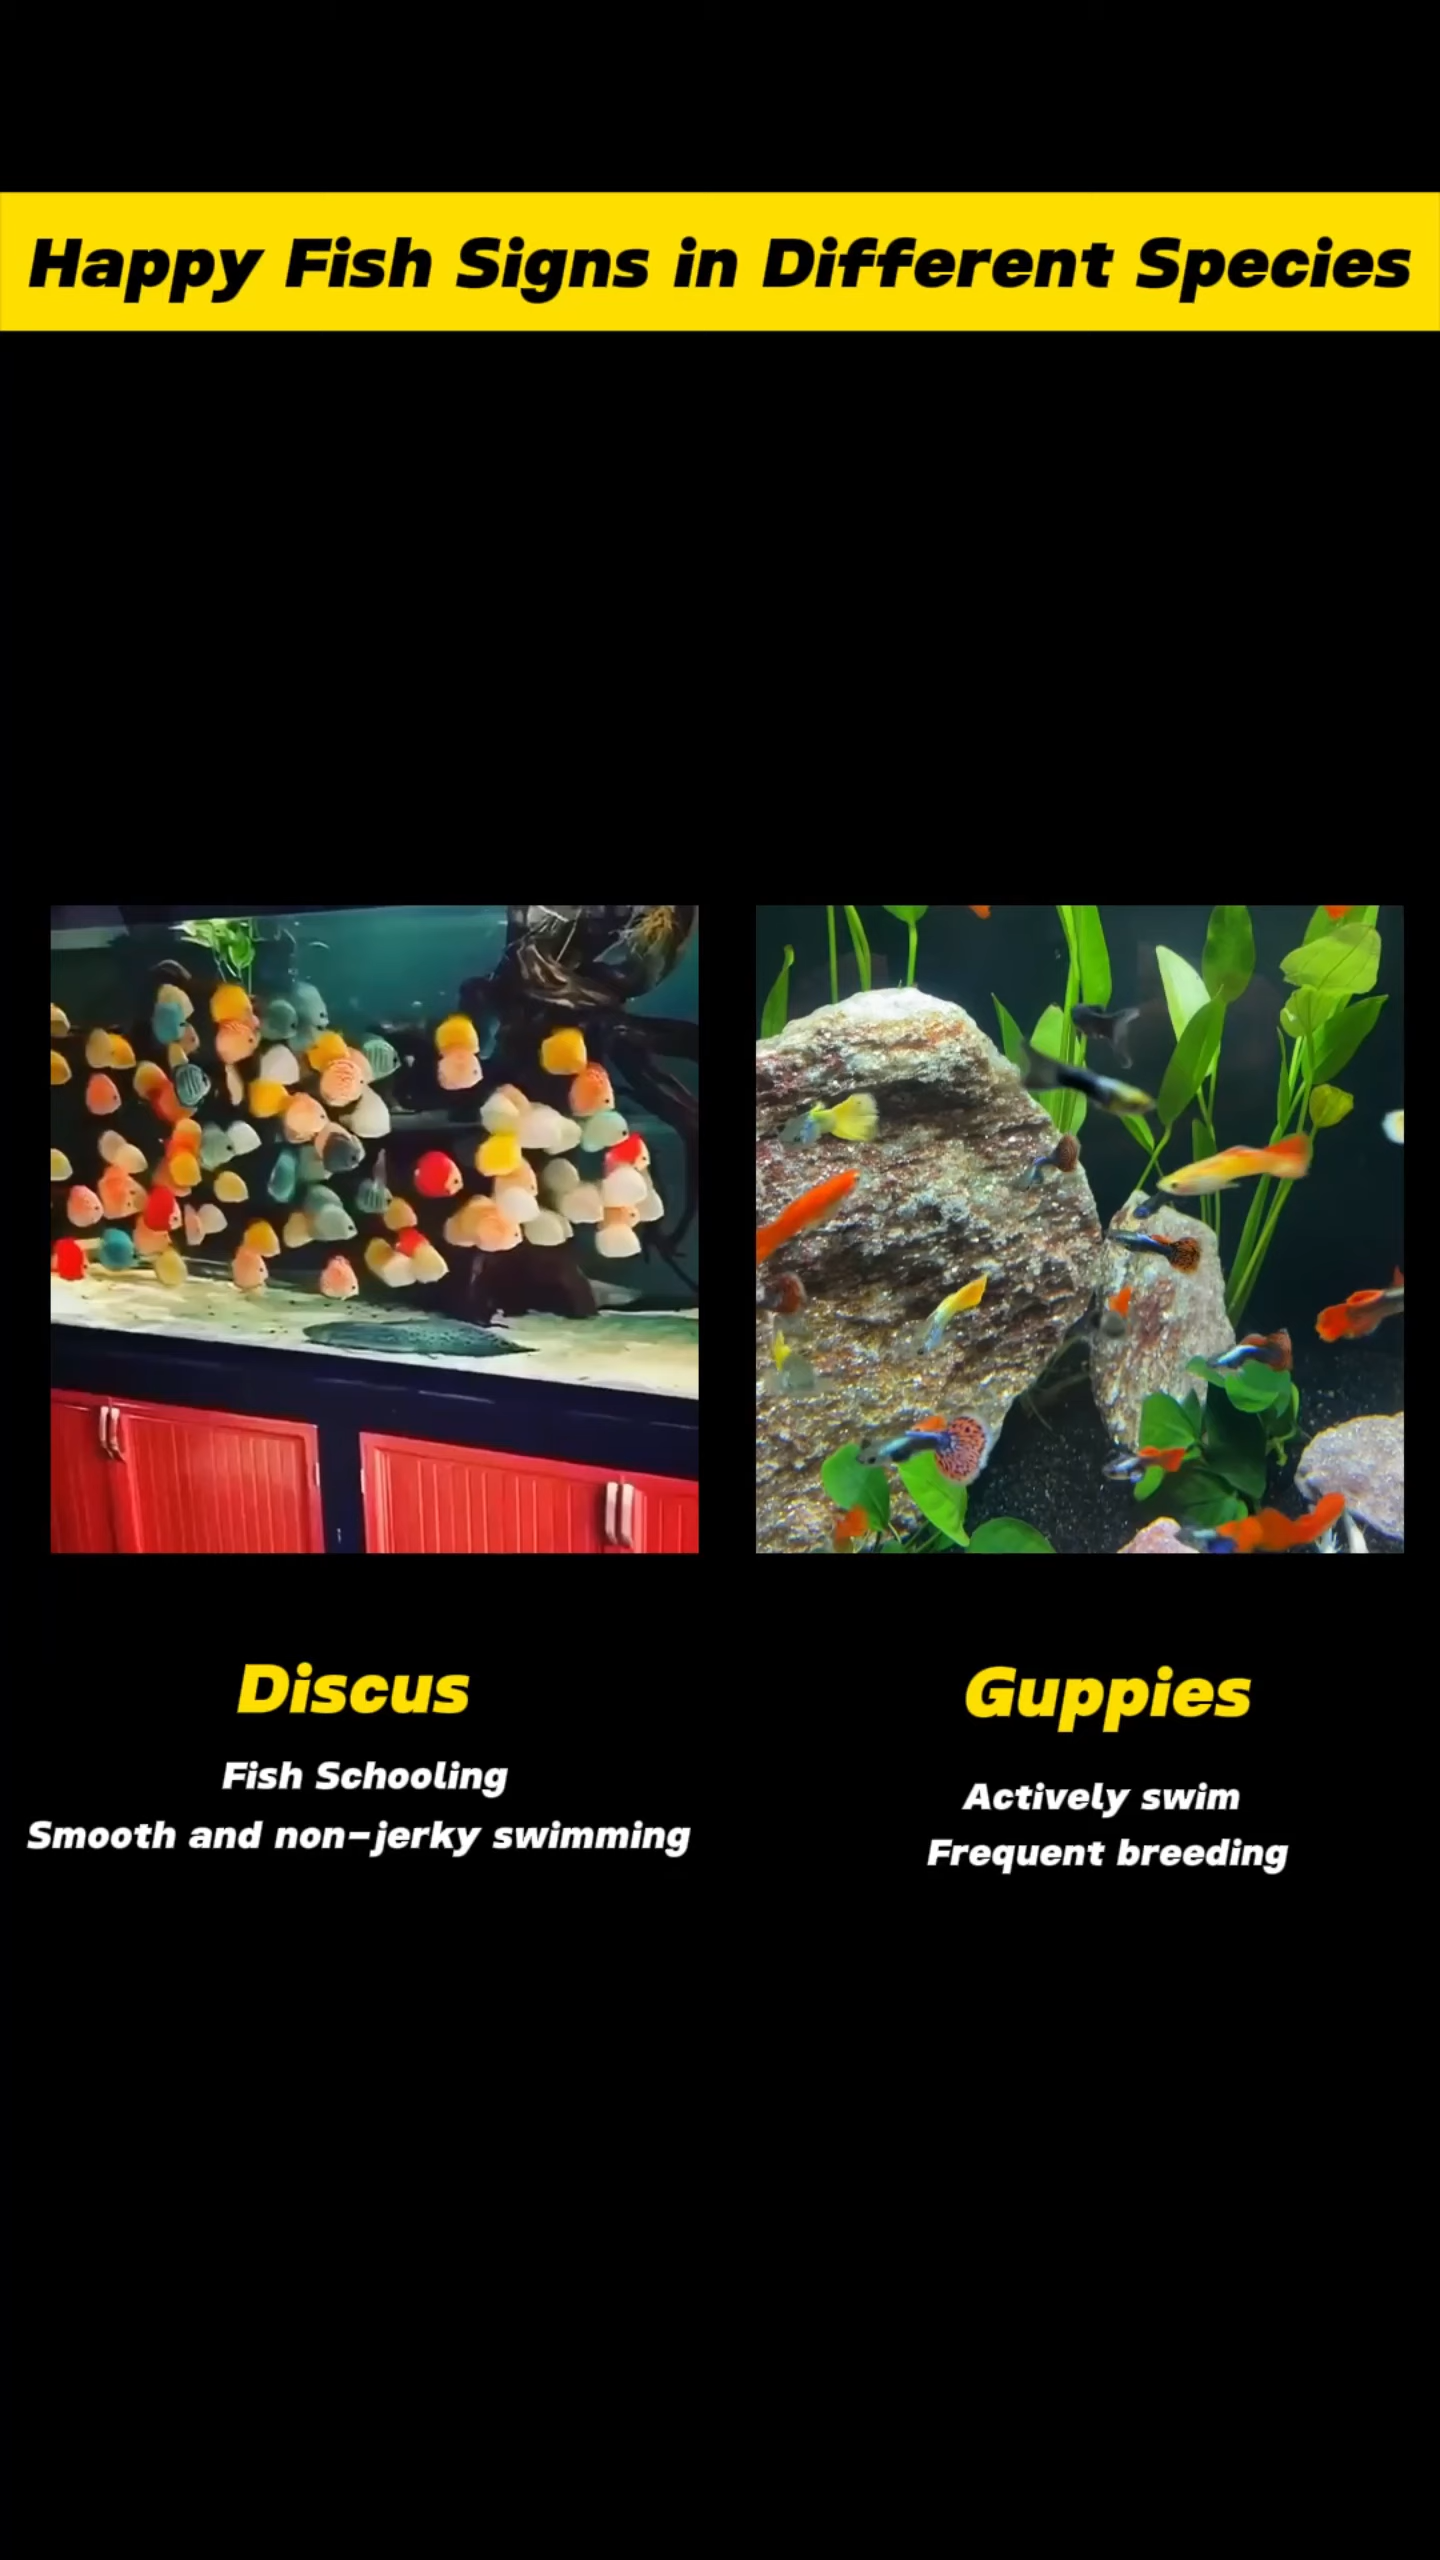 Happy Fish Signs in Different Species
Discus
Fish Schooling
Smooth and non-jerky swimming
Guppies
Actively swim
Frequent breeding